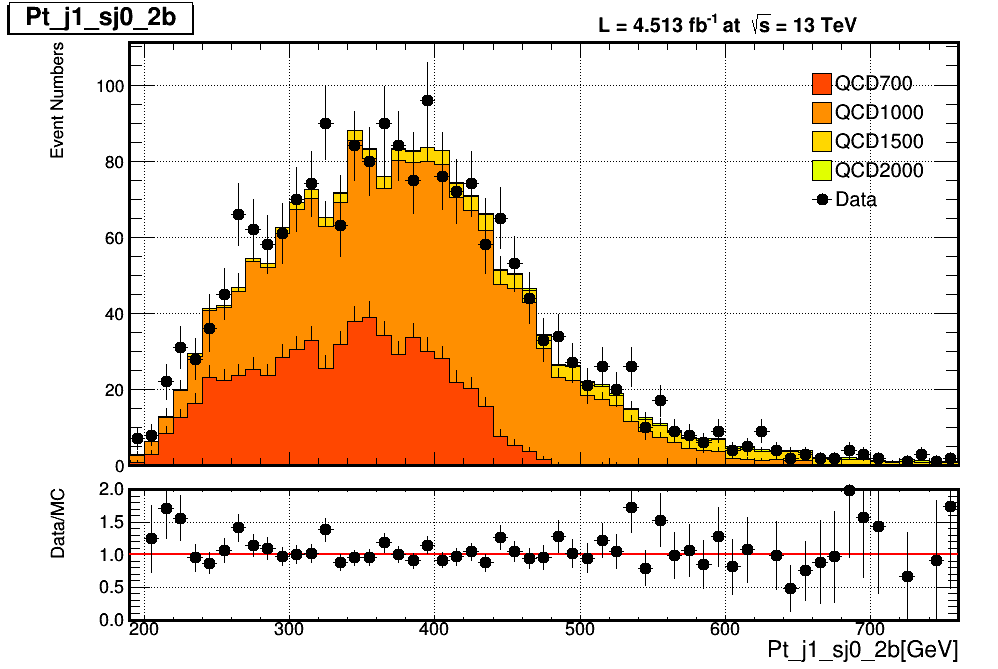 Pt_j1_sj0_2b
L = 4.513 fb⁻¹ at √s = 13 TeV
Event Numbers
100
80
60
40
20
0
QCD700
QCD1000
QCD1500
QCD2000
Data
Data/MC
2.0
1.5
1.0
0.5
0.0
200 300 400 500 600 700
Pt_j1_sj0_2b[GeV]